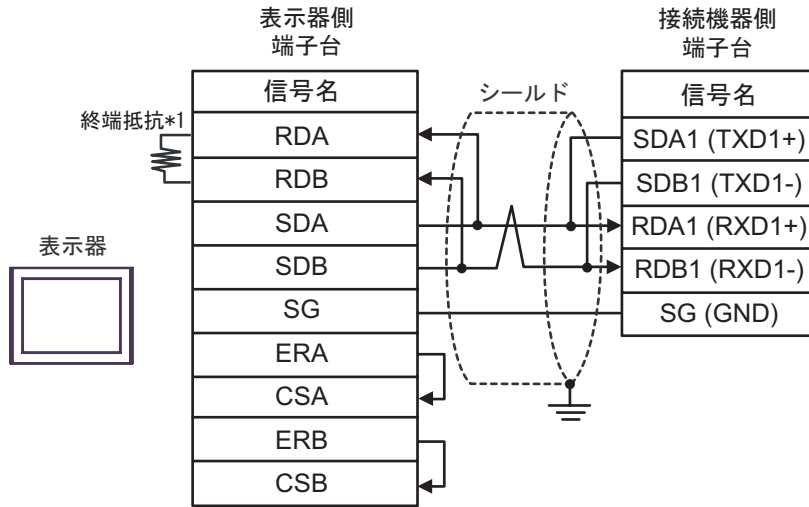 表示器側
端子台
接続機器側
端子台
信号名
シールド
信号名
終端抵抗*1
RDA
SDA1 (TXD1+)
RDB
SDB1 (TXD1-)
SDA
RDA1 (RXD1+)
表示器
SDB
RDB1 (RXD1-)
SG
SG (GND)
ERA
CSA
ERB
CSB